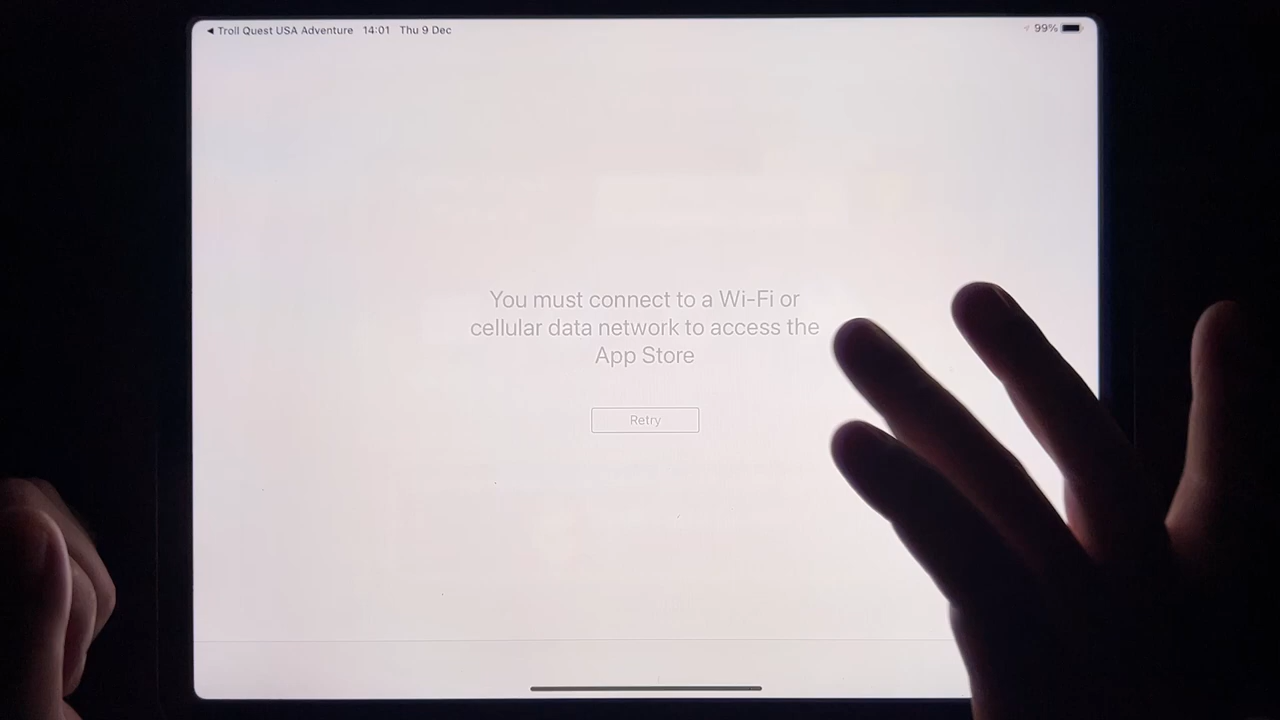 ◄ Troll Quest USA Adventure 14:01 Thu 9 Dec
99%
You must connect to a Wi-Fi or
cellular data network to access the
App Store
Retry